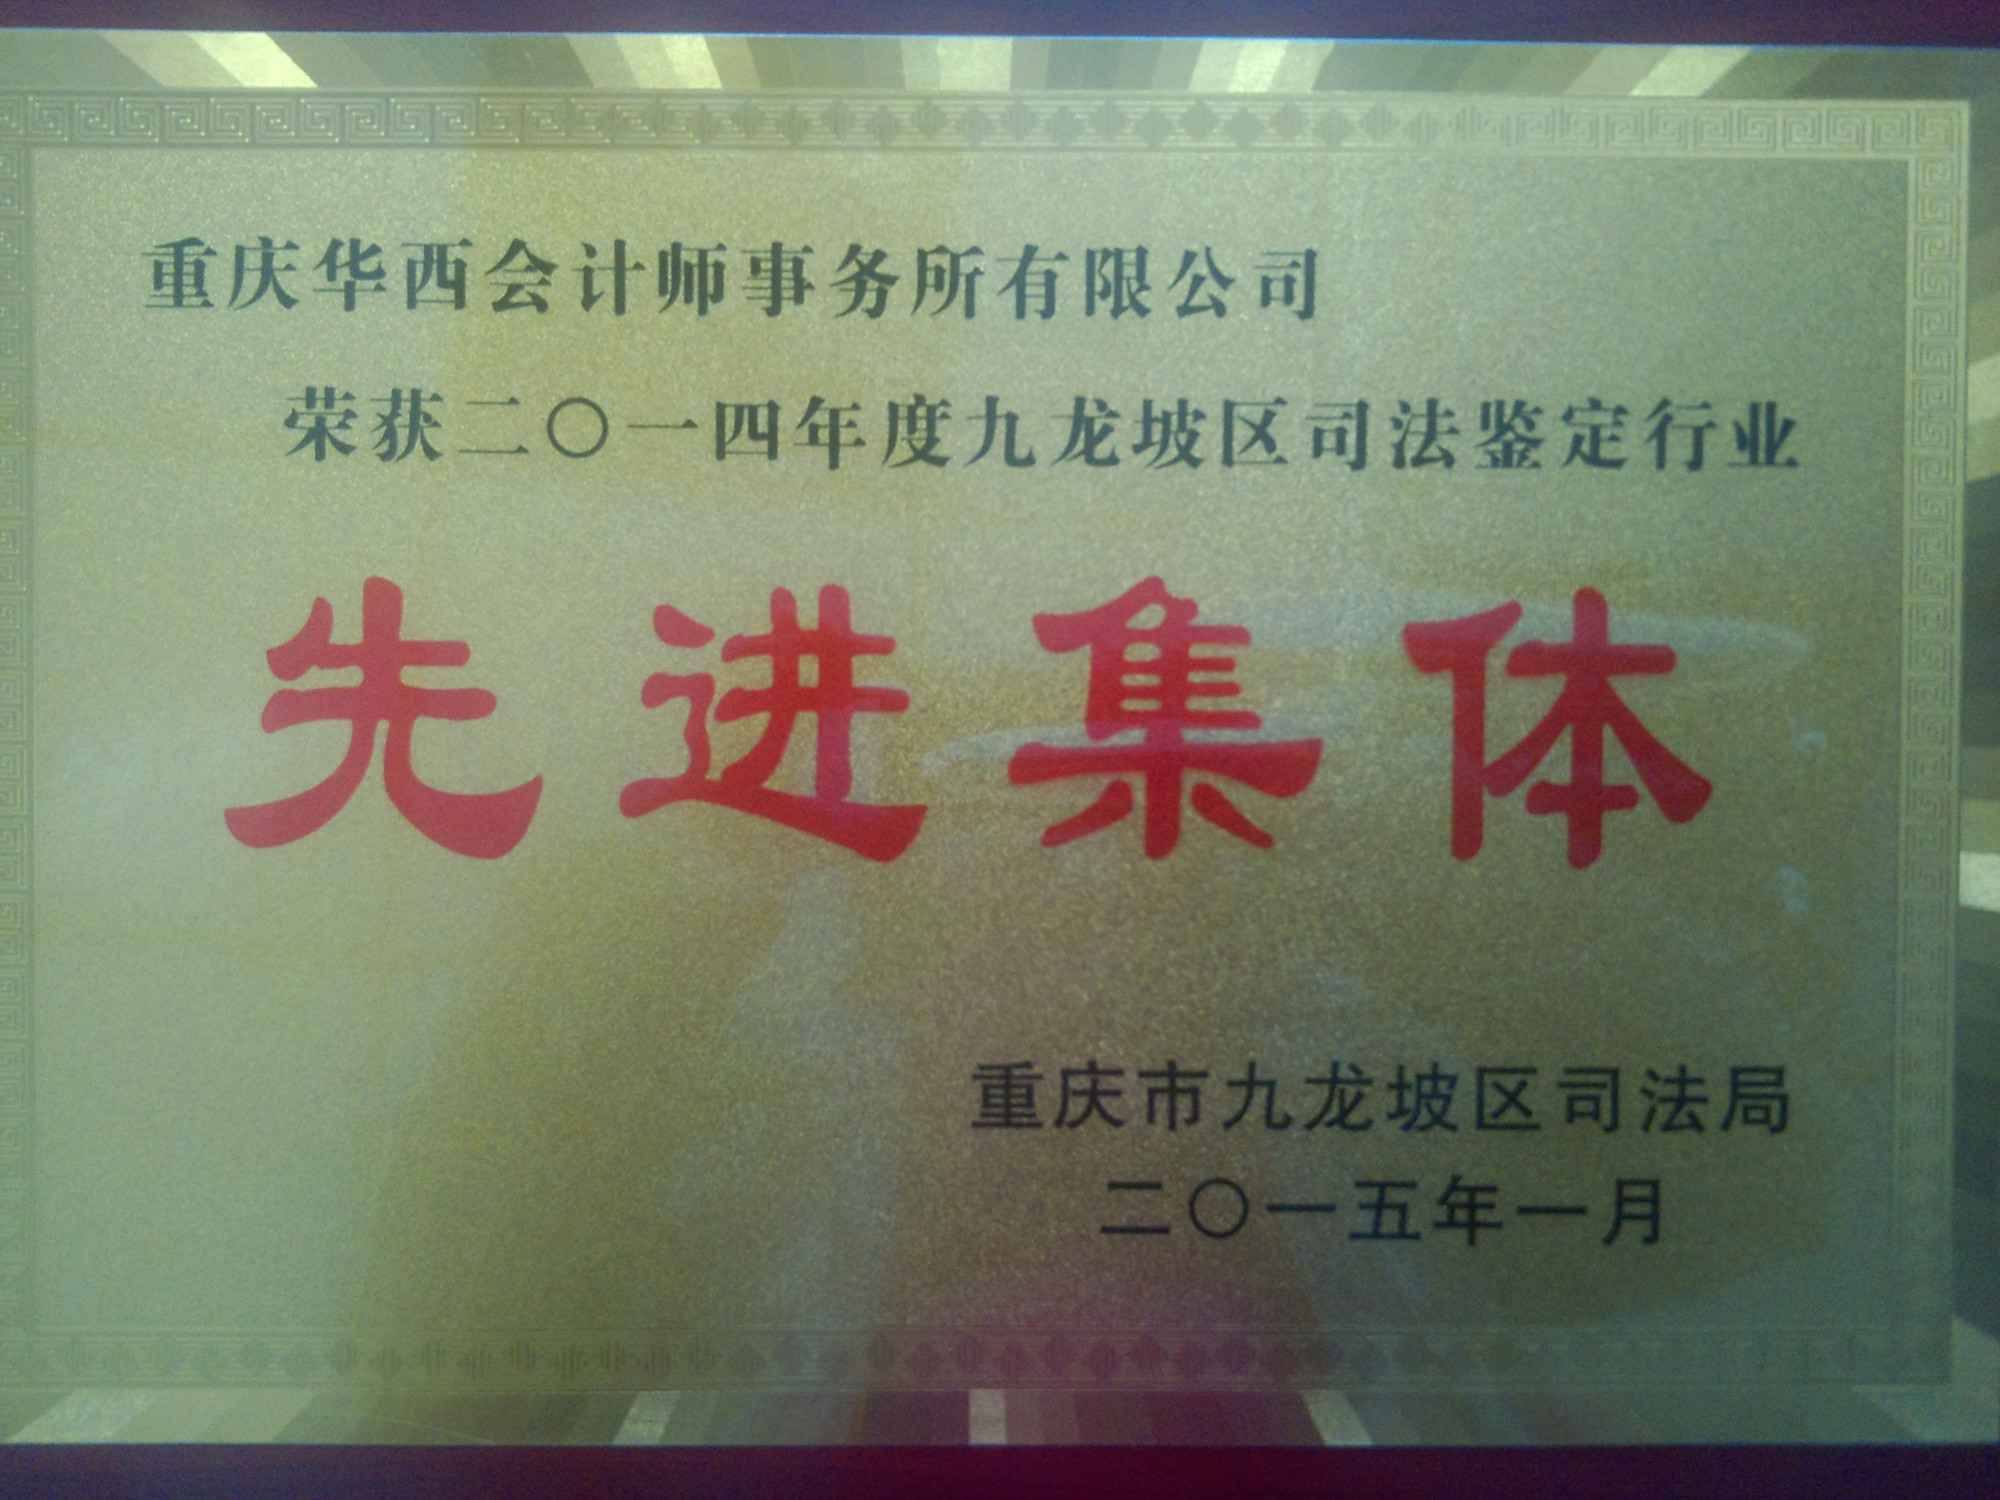 重庆华西会计师事务所有限公司
荣获二〇一四年度九龙坡区司法鉴定行业
先进集体
重庆市九龙坡区司法局
二〇一五年一月